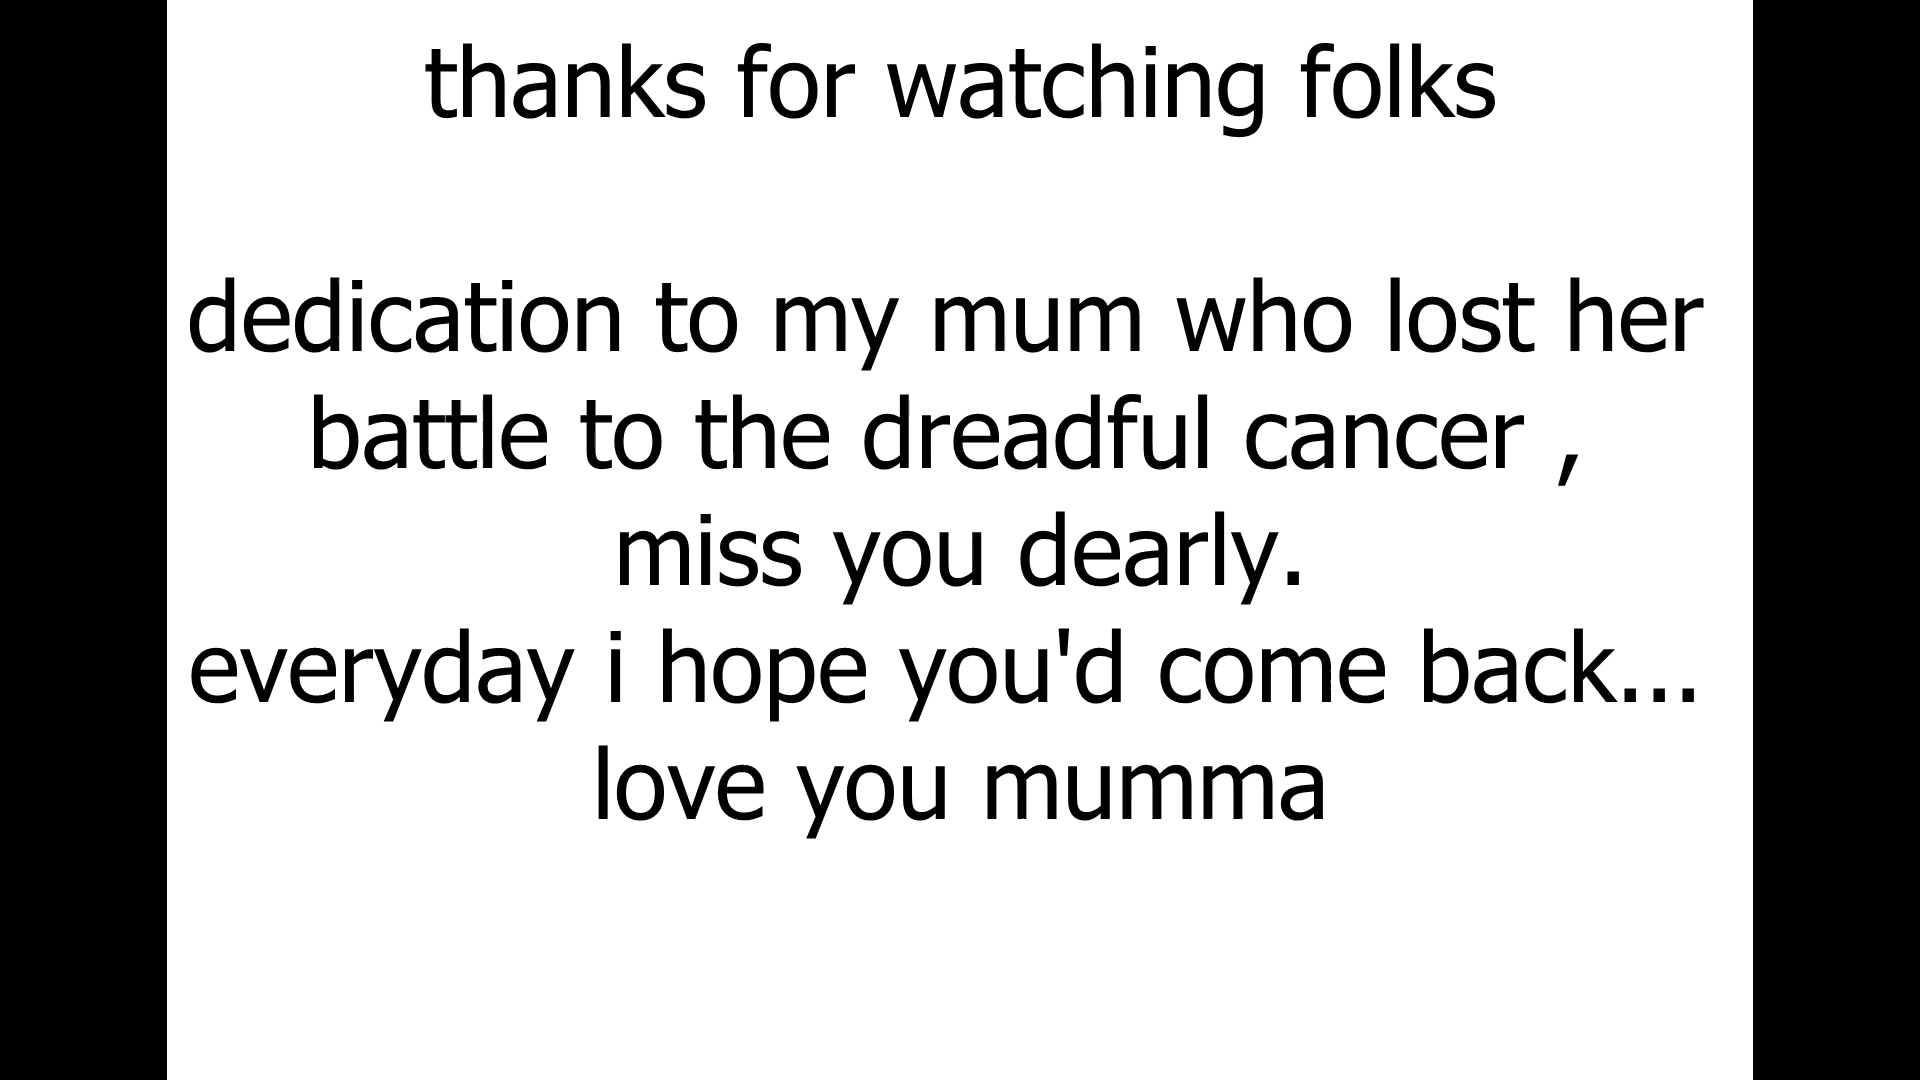 thanks for watching folks
dedication to my mum who lost her
battle to the dreadful cancer ,
miss you dearly.
everyday i hope you'd come back...
love you mumma